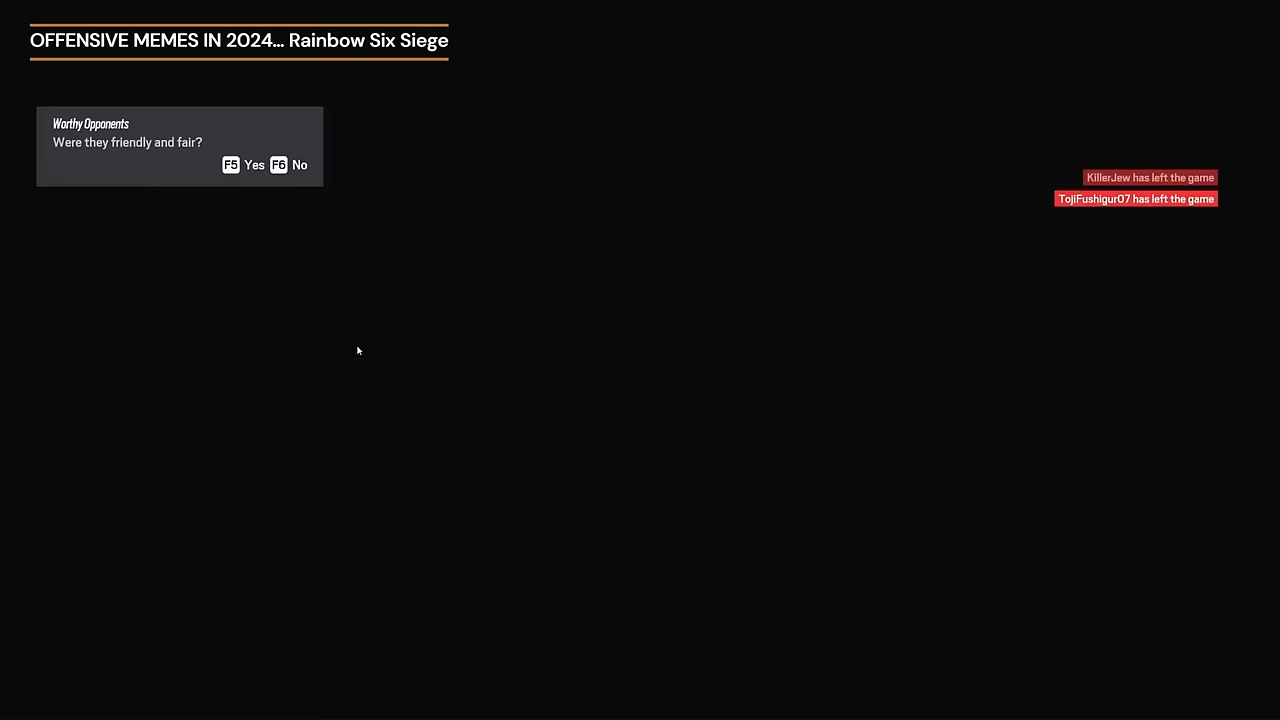 OFFENSIVE MEMES IN 2024... Rainbow Six Siege
Worthy Opponents
Were they friendly and fair?
F5 Yes F6 No
KillerJew has left the game
TojiFushigur07 has left the game